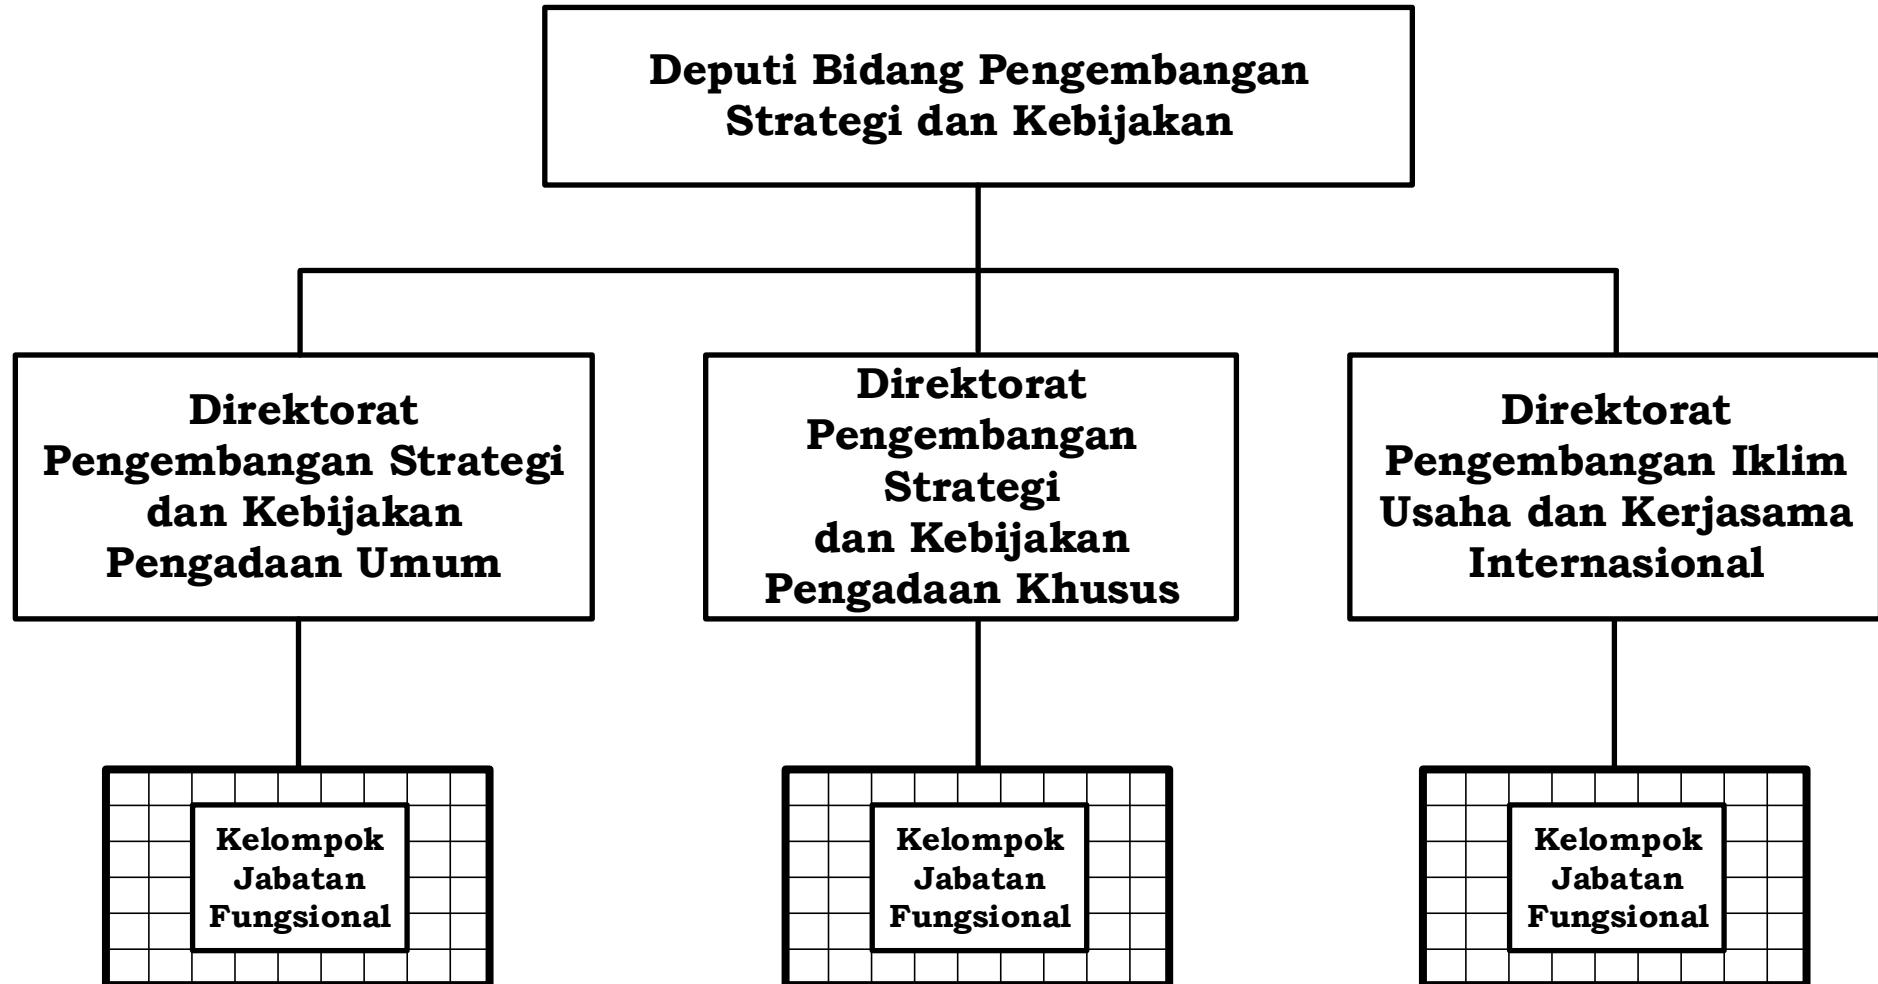 Deputi Bidang Pengembangan
Strategi dan Kebijakan
Direktorat
Pengembangan Strategi
dan Kebijakan
Pengadaan Umum
Direktorat
Pengembangan
Strategi
dan Kebijakan
Pengadaan Khusus
Direktorat
Pengembangan Iklim
Usaha dan Kerjasama
Internasional
Kelompok
Jabatan
Fungsional
Kelompok
Jabatan
Fungsional
Kelompok
Jabatan
Fungsional